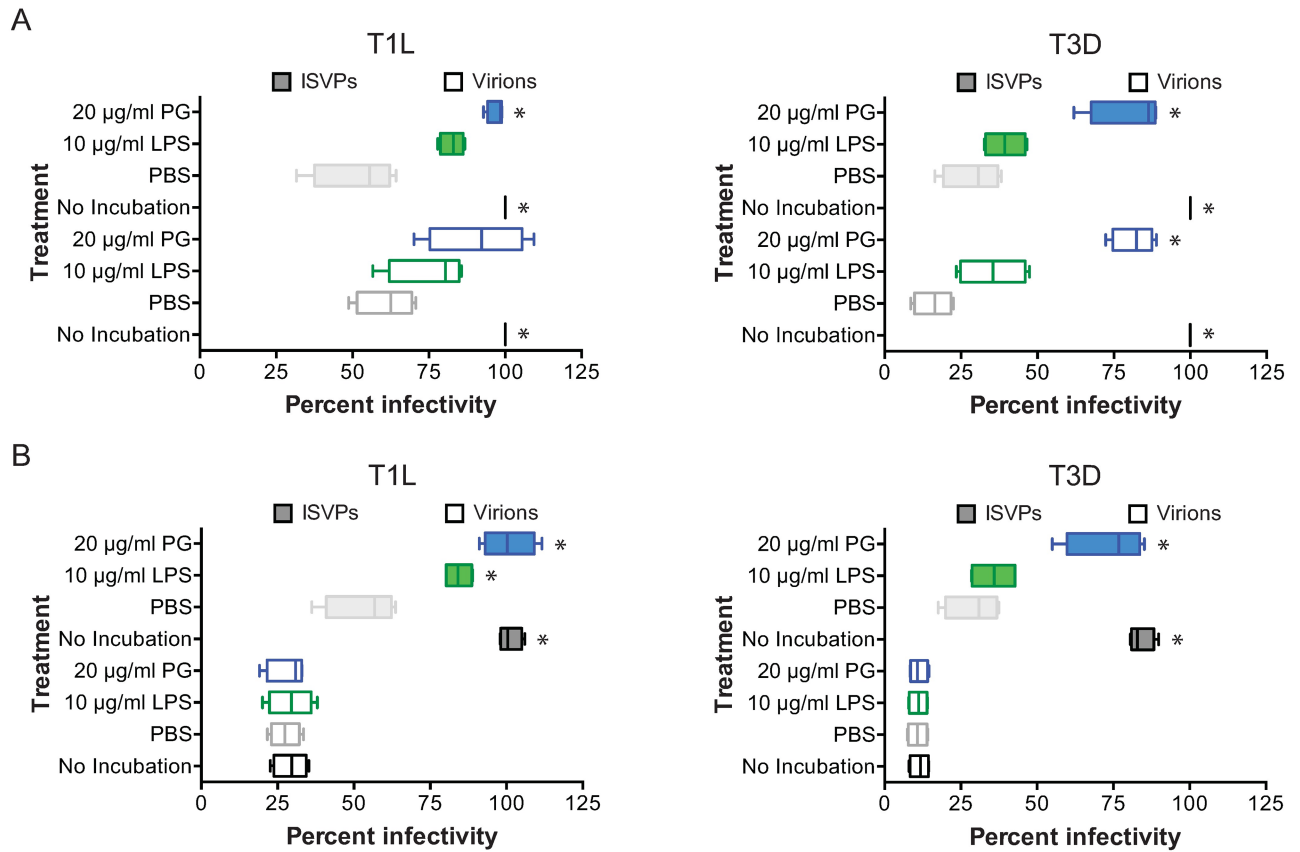 A
T1L
ISVPs Virions
Treatment
20 µg/ml PG *
10 µg/ml LPS
PBS
No Incubation *
20 µg/ml PG
10 µg/ml LPS
PBS
No Incubation *
0 25 50 75 100 125
Percent infectivity
T3D
ISVPs Virions
Treatment
20 µg/ml PG *
10 µg/ml LPS
PBS
No Incubation *
20 µg/ml PG *
10 µg/ml LPS
PBS
No Incubation *
0 25 50 75 100 125
Percent infectivity
B
T1L
ISVPs Virions
Treatment
20 µg/ml PG *
10 µg/ml LPS *
PBS
No Incubation *
20 µg/ml PG
10 µg/ml LPS
PBS
No Incubation
0 25 50 75 100 125
Percent infectivity
T3D
ISVPs Virions
Treatment
20 µg/ml PG *
10 µg/ml LPS
PBS
No Incubation *
20 µg/ml PG
10 µg/ml LPS
PBS
No Incubation
0 25 50 75 100 125
Percent infectivity